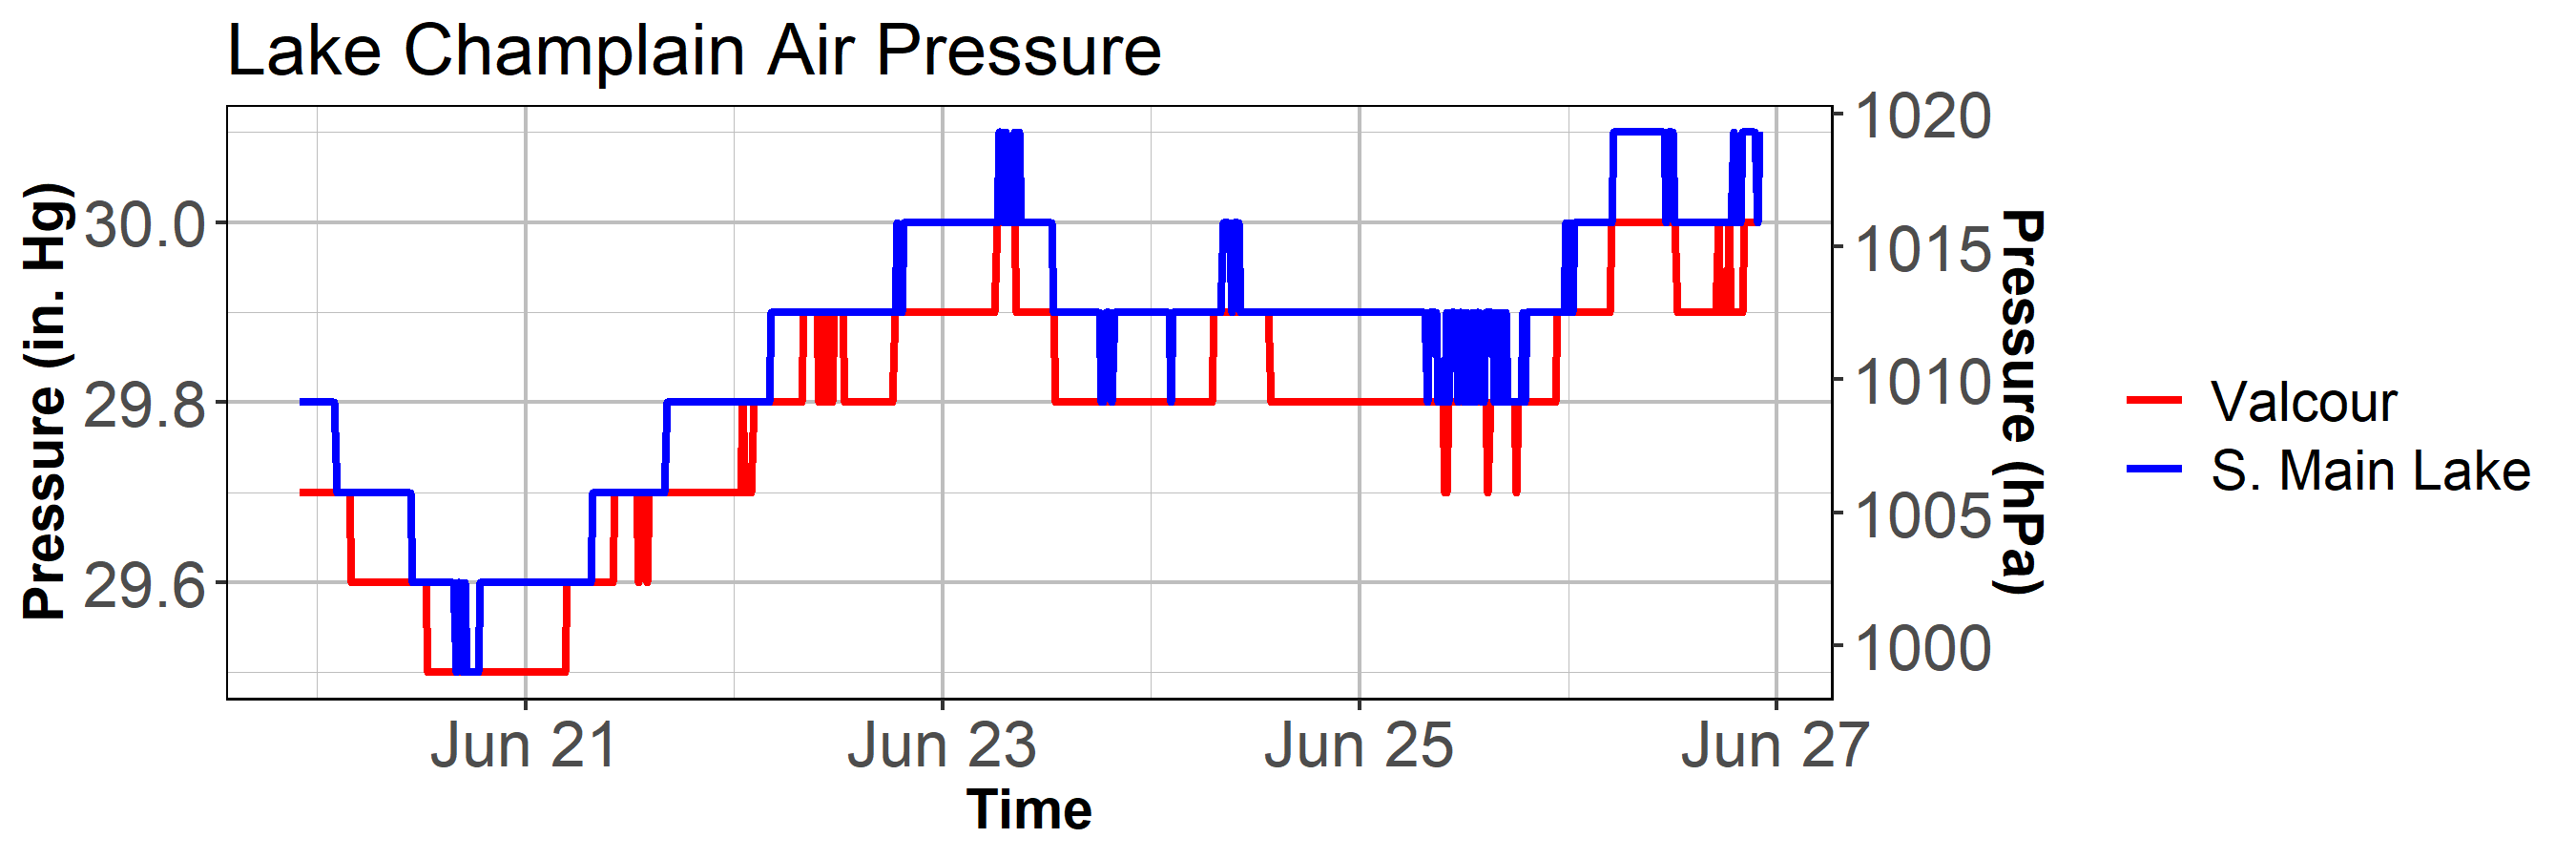 Lake Champlain Air Pressure
Pressure (in. Hg)
30.0
29.8
29.6
1020
1015
1010
1005
1000
Pressure (hPa)
Jun 21
Jun 23
Jun 25
Jun 27
Time
Valcour
S. Main Lake